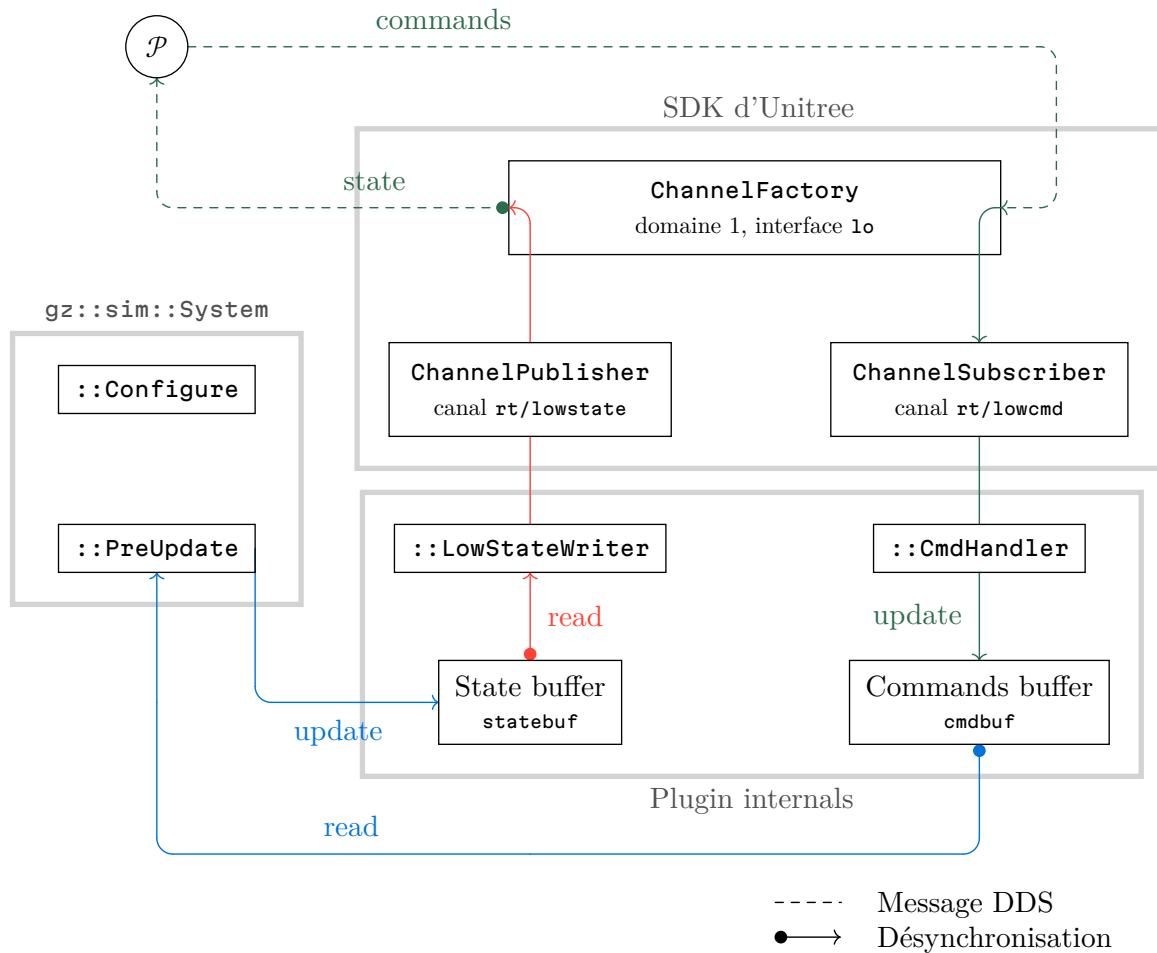 commands
𝒫
SDK d'Unitree
state
ChannelFactory
domaine 1, interface lo
gz::sim::System
::Configure
ChannelPublisher
canal rt/lowstate
ChannelSubscriber
canal rt/lowcmd
::PreUpdate
::LowStateWriter
::CmdHandler
read
update
State buffer
statebuf
Commands buffer
cmdbuf
update
Plugin internals
read
Message DDS
Désynchronisation